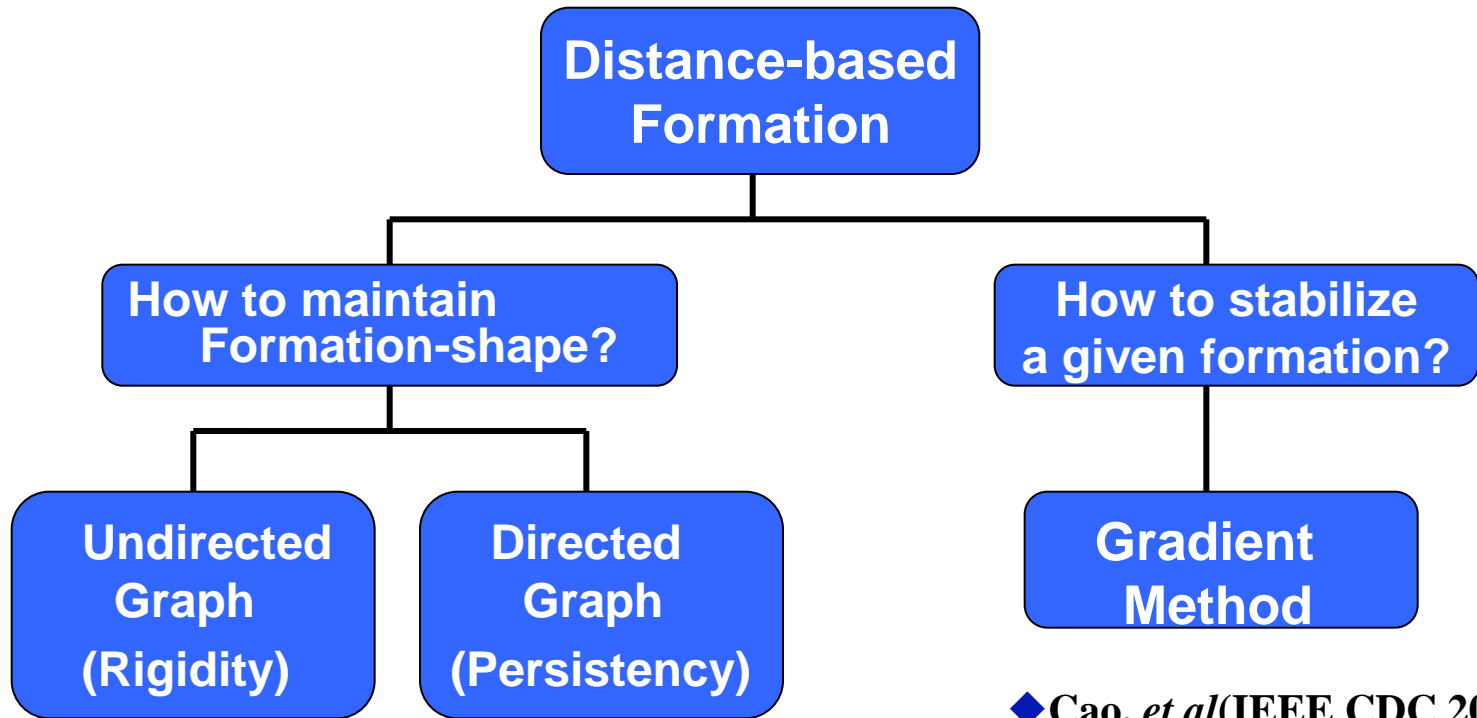 Distance-based
Formation
How to maintain
Formation-shape?
How to stabilize
a given formation?
Undirected
Graph
(Rigidity)
Directed
Graph
(Persistency)
Gradient
Method
◆Cao, et al(IEEE CDC